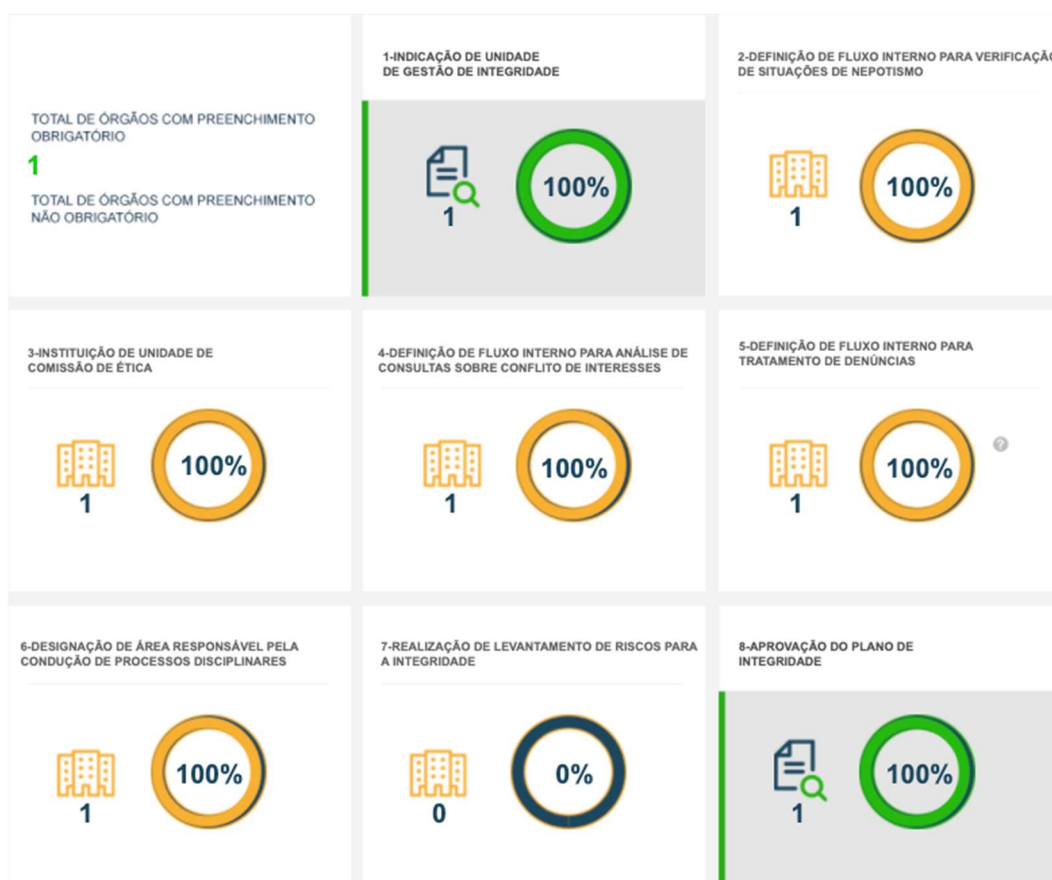 TOTAL DE ÓRGÃOS COM PREENCHIMENTO
OBRIGATÓRIO
1
TOTAL DE ÓRGÃOS COM PREENCHIMENTO
NÃO OBRIGATÓRIO
1-INDICAÇÃO DE UNIDADE
DE GESTÃO DE INTEGRIDADE
1
100%
2-DEFINIÇÃO DE FLUXO INTERNO PARA VERIFICAÇÃO
DE SITUAÇÕES DE NEPOTISMO
1
100%
3-INSTITUIÇÃO DE UNIDADE DE
COMISSÃO DE ÉTICA
1
100%
4-DEFINIÇÃO DE FLUXO INTERNO PARA ANÁLISE DE
CONSULTAS SOBRE CONFLITO DE INTERESSES
1
100%
5-DEFINIÇÃO DE FLUXO INTERNO PARA
TRATAMENTO DE DENÚNCIAS
1
100%
?
6-DESIGNAÇÃO DE ÁREA RESPONSÁVEL PELA
CONDUÇÃO DE PROCESSOS DISCIPLINARES
1
100%
7-REALIZAÇÃO DE LEVANTAMENTO DE RISCOS PARA
A INTEGRIDADE
0
0%
8-APROVAÇÃO DO PLANO DE
INTEGRIDADE
1
100%